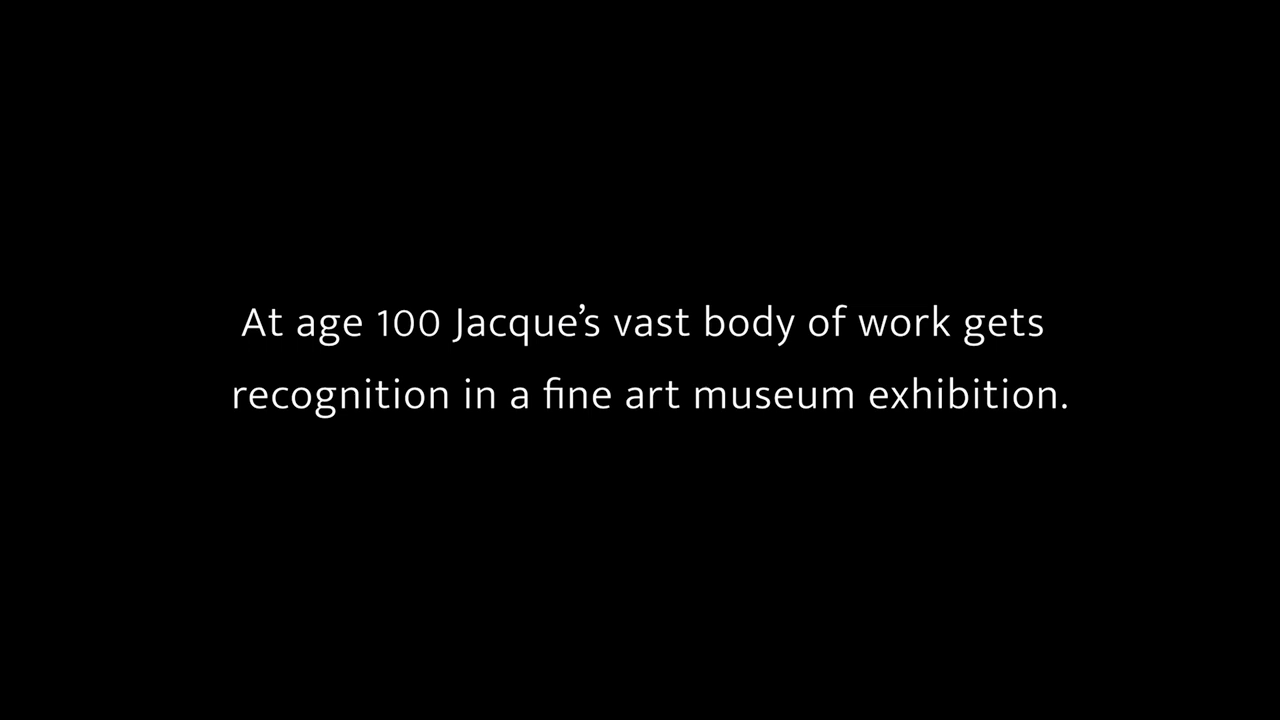 At age 100 Jacque’s vast body of work gets
recognition in a fine art museum exhibition.